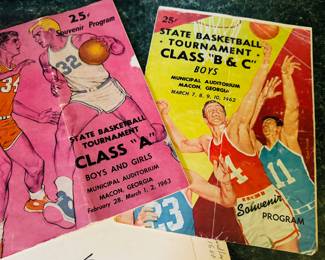 25¢
Souvenir Program
34
32
STATE BASKETBALL
TOURNAMENT
CLASS "A"
BOYS AND GIRLS
MUNICIPAL AUDITORIUM
MACON, GEORGIA
February 28, March 1, 2, 1963
25¢
STATE BASKETBALL
• TOURNAMENT •
CLASS "B & C"
BOYS
MUNICIPAL AUDITORIUM
MACON, GEORGIA
MARCH 7, 8, 9, 10, 1962
4
11
23
Souvenir
PROGRAM